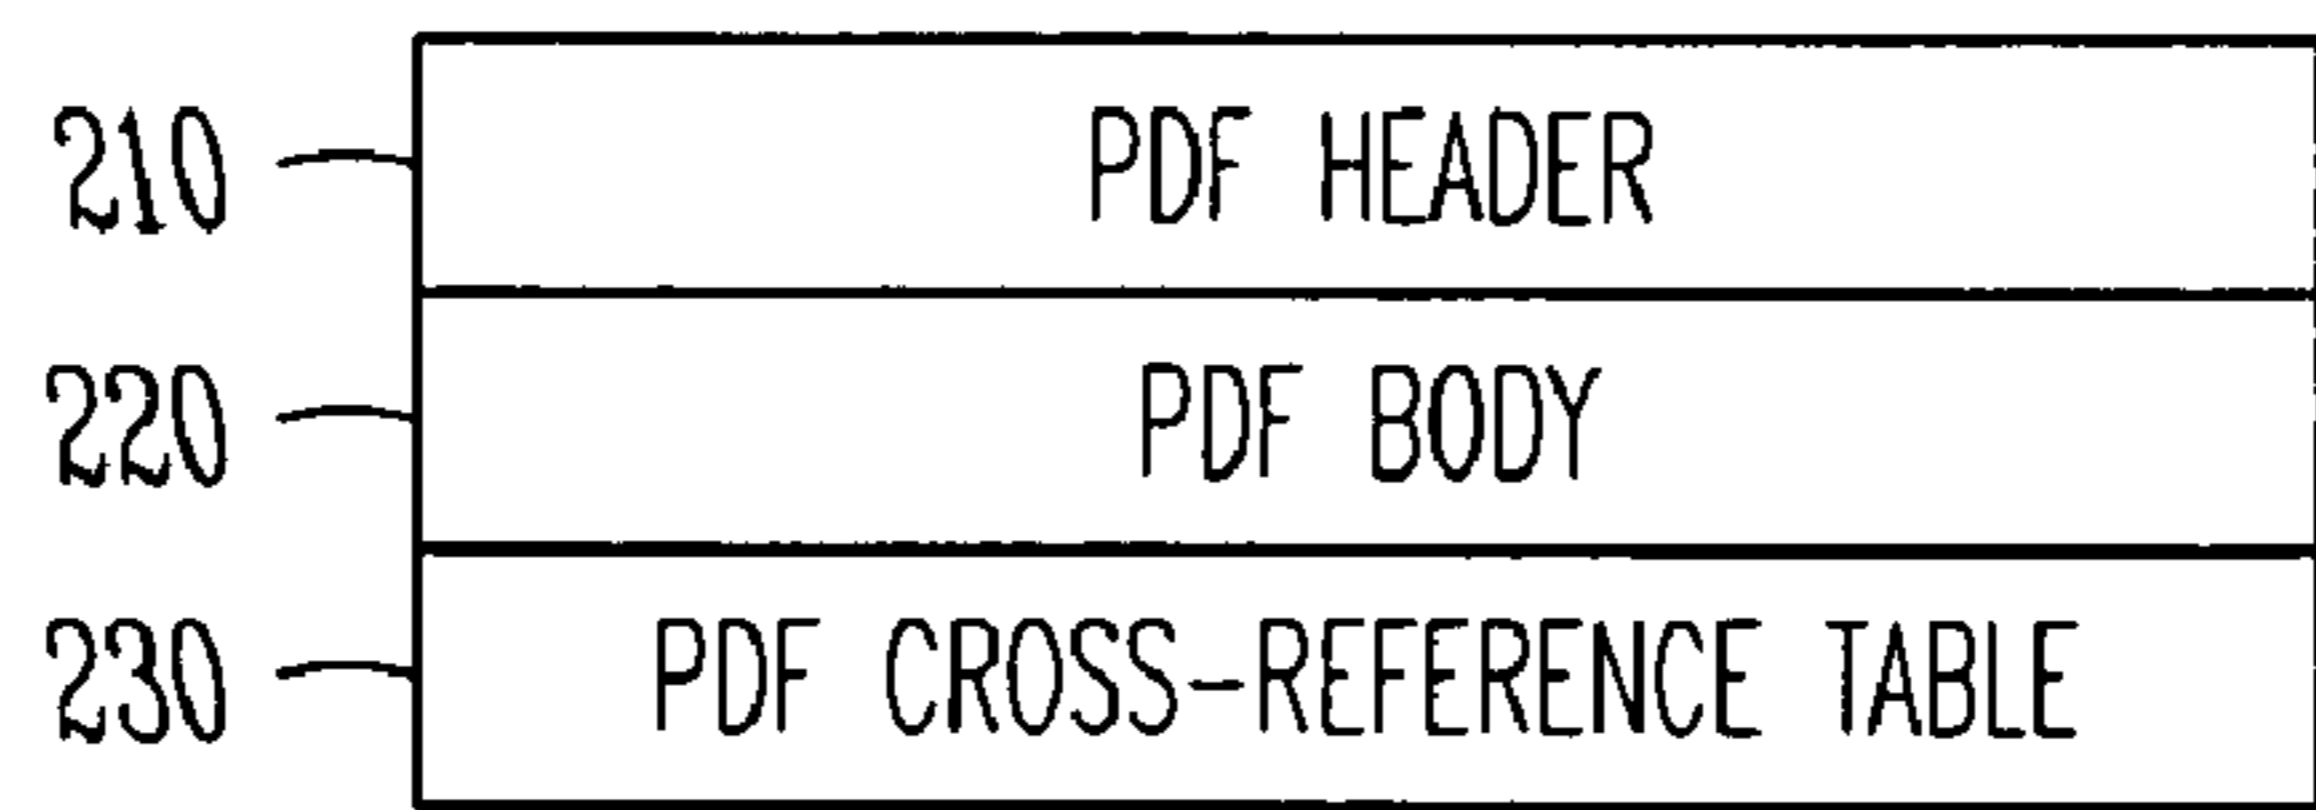 210 PDF HEADER
220 PDF BODY
230 PDF CROSS-REFERENCE TABLE